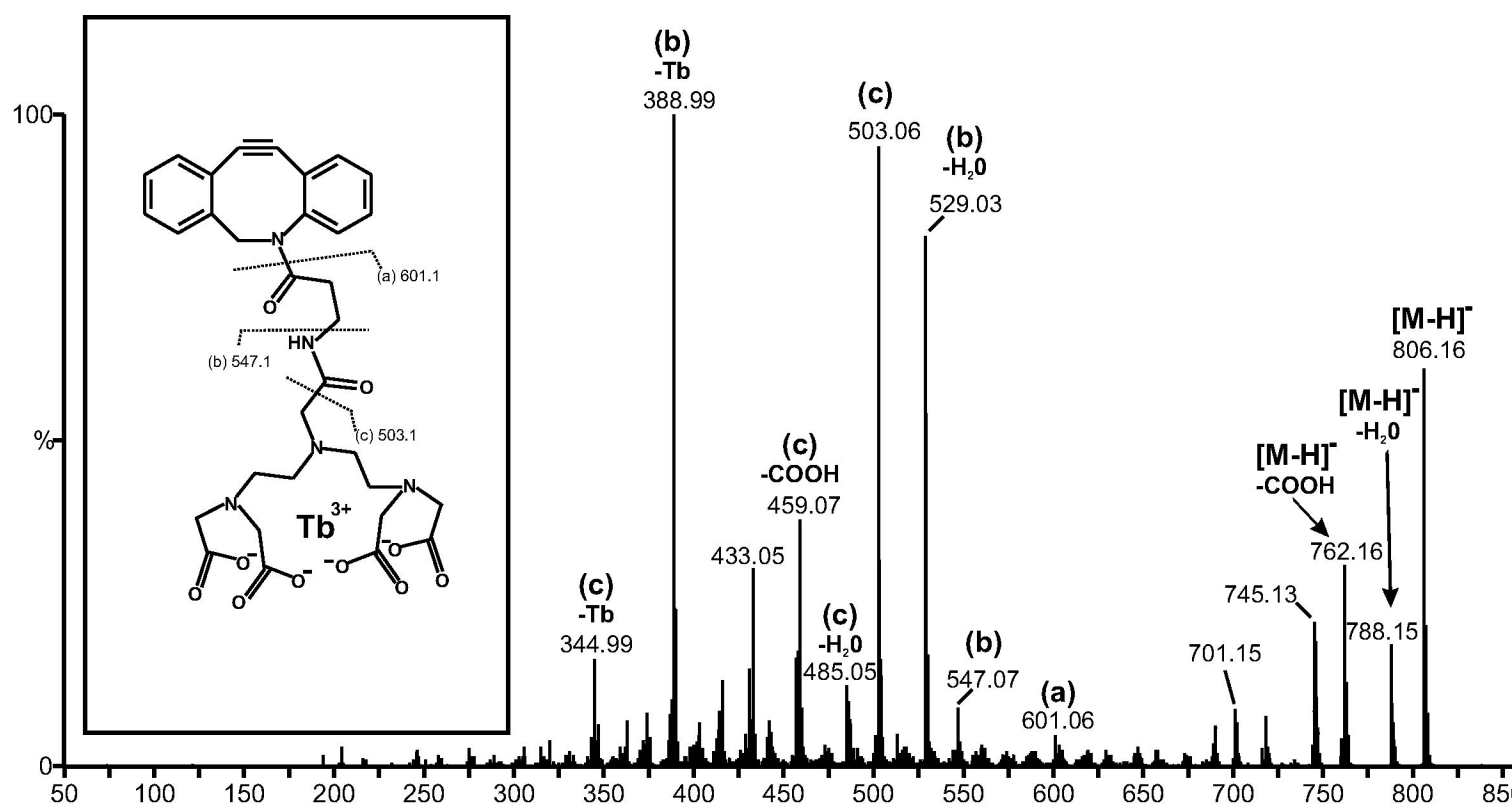 100
%
0
N
(a) 601.1
O
HN
(b) 547.1
O
(c) 503.1
N
N
N
Tb3+
O−
O
O−
O
−O
O
−O
O
(c)
-Tb
344.99
(b)
-Tb
388.99
433.05
(c)
-COOH
459.07
(c)
-H₂0
485.05
(c)
503.06
(b)
-H₂0
529.03
(b)
547.07
(a)
601.06
701.15
745.13
[M-H]-
-COOH
762.16
[M-H]-
-H₂0
788.15
[M-H]-
806.16
50 100 150 200 250 300 350 400 450 500 550 600 650 700 750 800 850